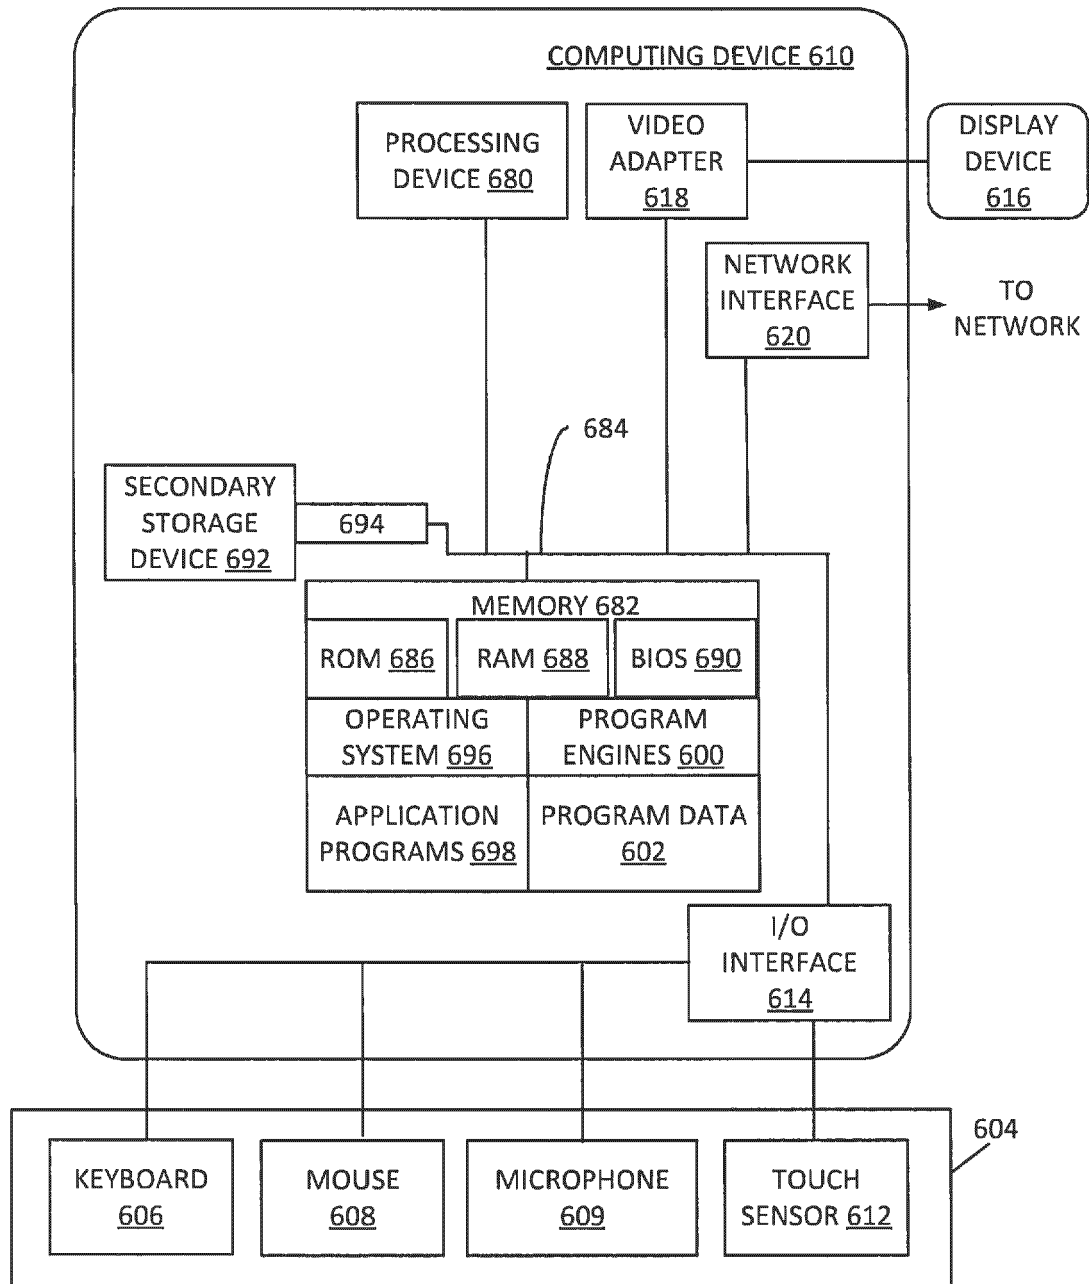 COMPUTING DEVICE 610
PROCESSING
DEVICE 680
VIDEO
ADAPTER
618
DISPLAY
DEVICE
616
NETWORK
INTERFACE
620
TO
NETWORK
684
SECONDARY
STORAGE
DEVICE 692
694
MEMORY 682
ROM 686
RAM 688
BIOS 690
OPERATING
SYSTEM 696
PROGRAM
ENGINES 600
APPLICATION
PROGRAMS 698
PROGRAM DATA
602
I/O
INTERFACE
614
604
KEYBOARD
606
MOUSE
608
MICROPHONE
609
TOUCH
SENSOR 612